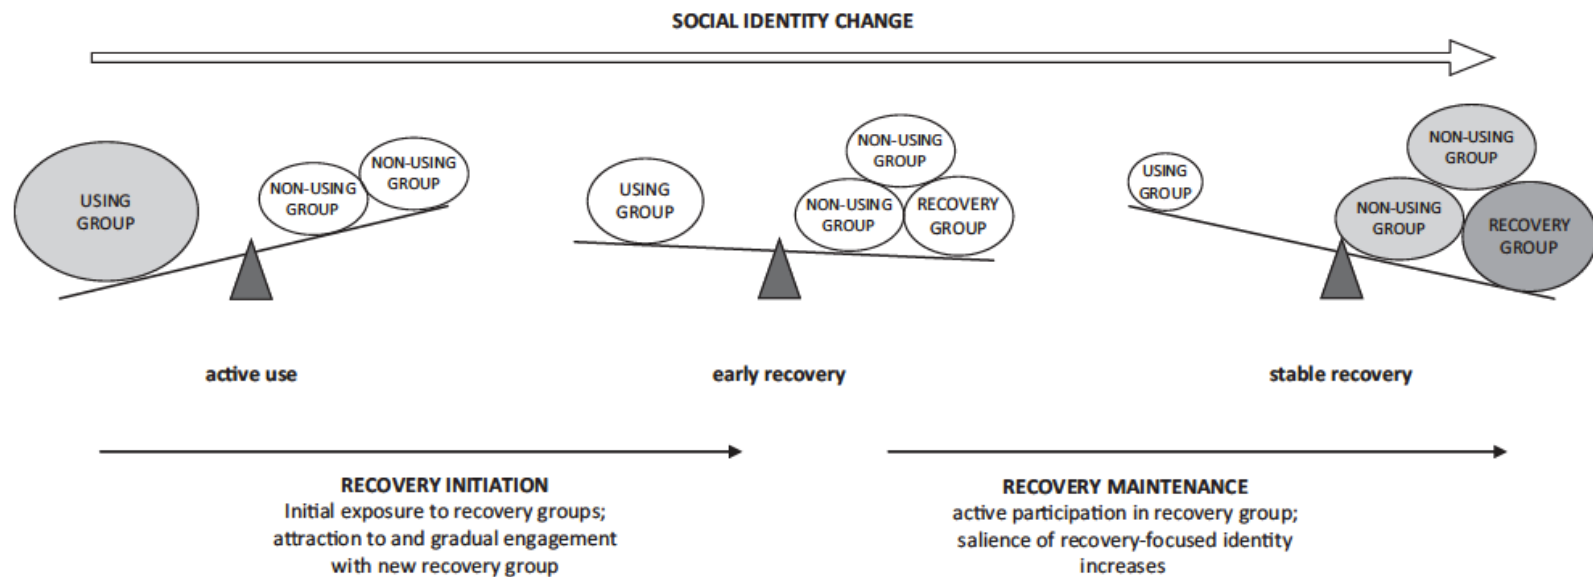 SOCIAL IDENTITY CHANGE
USING
GROUP
NON-USING
GROUP
NON-USING
GROUP
USING
GROUP
NON-USING
GROUP
NON-USING
GROUP
RECOVERY
GROUP
USING
GROUP
NON-USING
GROUP
NON-USING
GROUP
RECOVERY
GROUP
active use
early recovery
stable recovery
RECOVERY INITIATION
Initial exposure to recovery groups;
attraction to and gradual engagement
with new recovery group
RECOVERY MAINTENANCE
active participation in recovery group;
salience of recovery-focused identity
increases